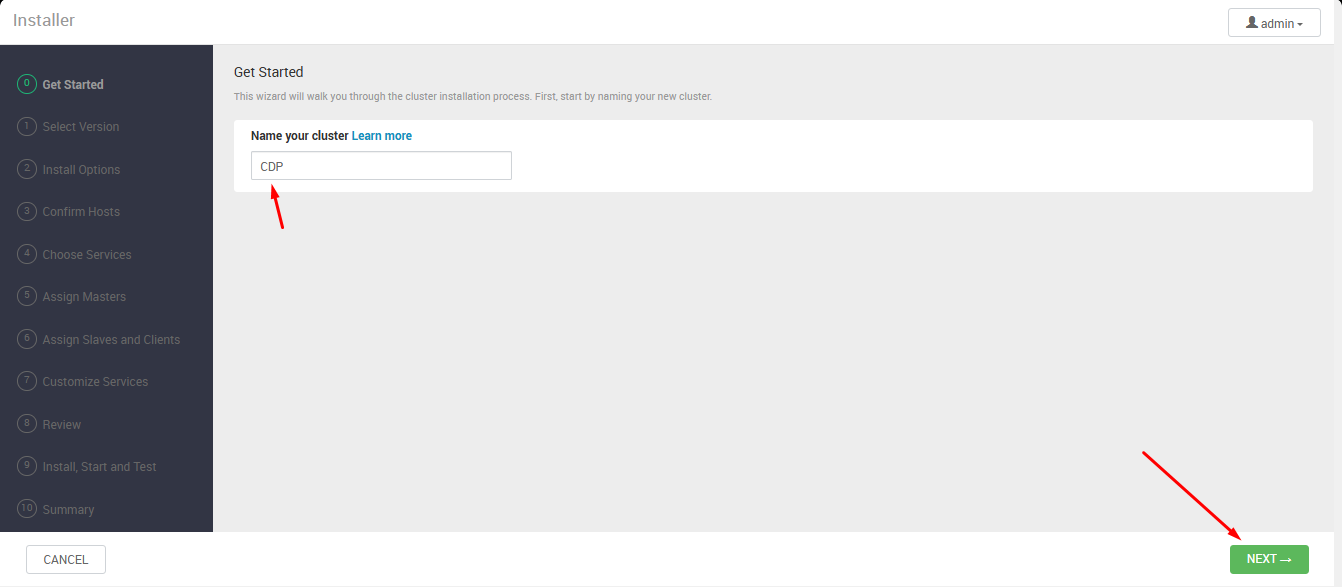 Installer
admin
0 Get Started
1 Select Version
2 Install Options
3 Confirm Hosts
4 Choose Services
5 Assign Masters
6 Assign Slaves and Clients
7 Customize Services
8 Review
9 Install, Start and Test
10 Summary
Get Started
This wizard will walk you through the cluster installation process. First, start by naming your new cluster.
Name your cluster Learn more
CDP
CANCEL
NEXT →